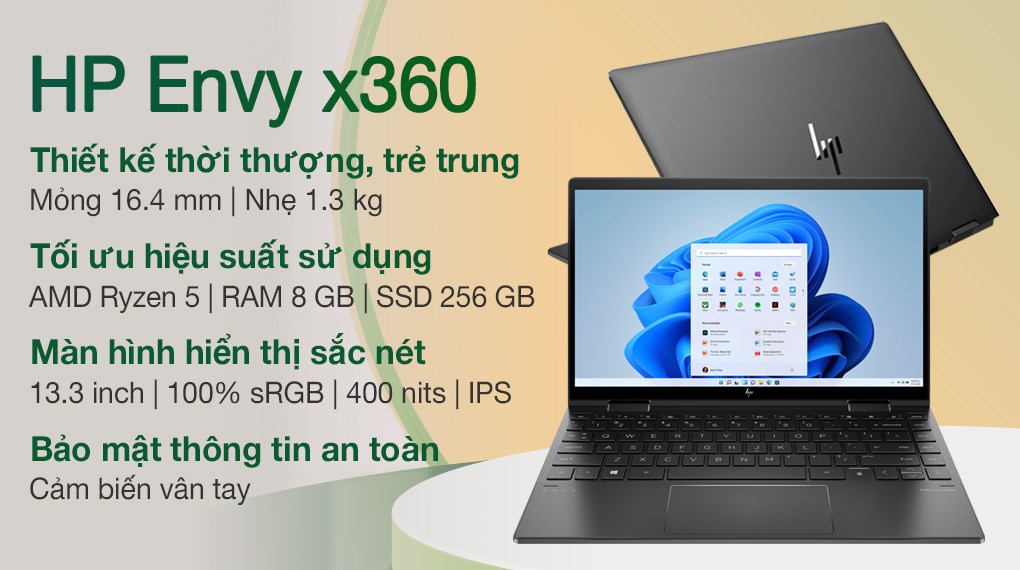 HP Envy x360
Thiết kế thời thượng, trẻ trung
Mỏng 16.4 mm | Nhẹ 1.3 kg
Tối ưu hiệu suất sử dụng
AMD Ryzen 5 | RAM 8 GB | SSD 256 GB
Màn hình hiển thị sắc nét
13.3 inch | 100% sRGB | 400 nits | IPS
Bảo mật thông tin an toàn
Cảm biến vân tay
hp